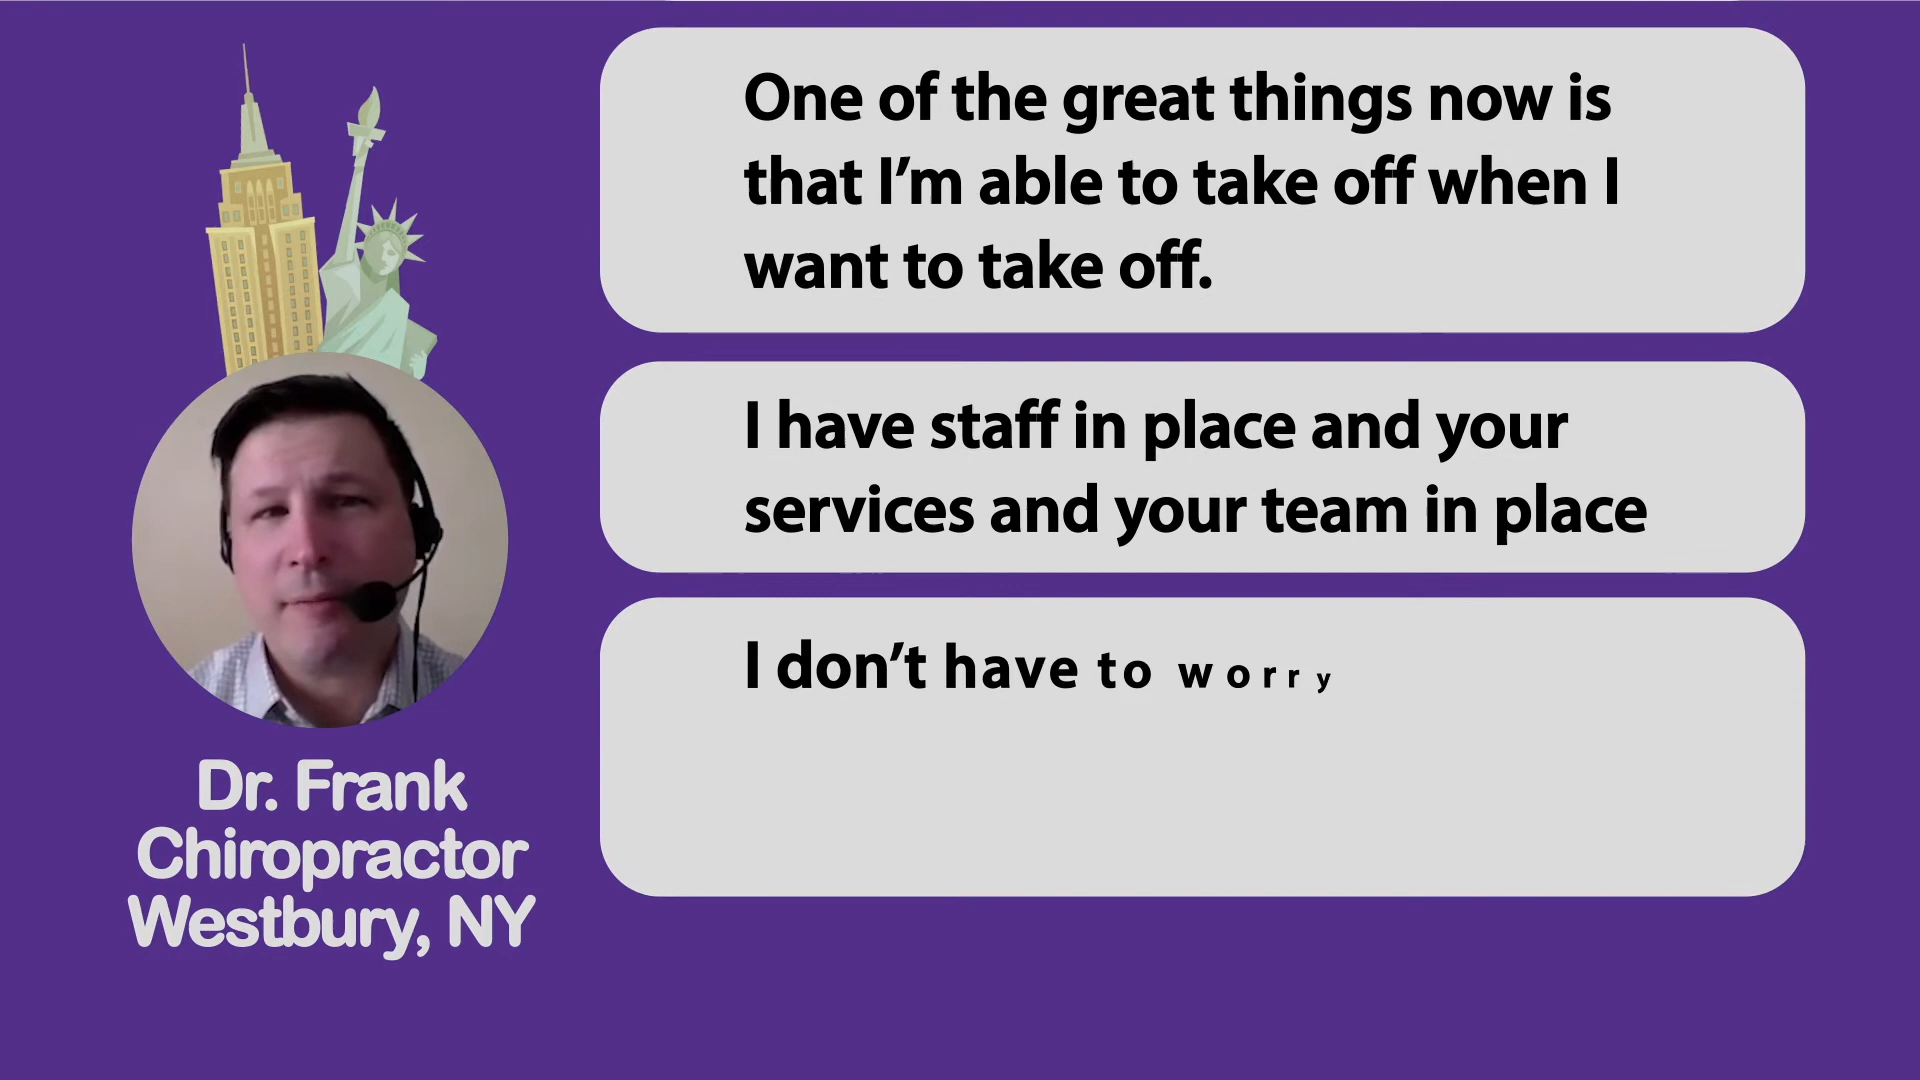 One of the great things now is
that I’m able to take off when I
want to take off.
I have staff in place and your
services and your team in place
I don’t have to worry
Dr. Frank
Chiropractor
Westbury, NY